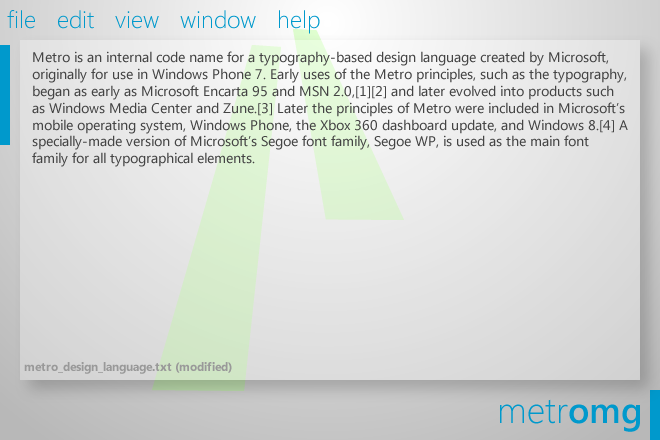 file edit view window help
Metro is an internal code name for a typography-based design language created by Microsoft,
originally for use in Windows Phone 7. Early uses of the Metro principles, such as the typography,
began as early as Microsoft Encarta 95 and MSN 2.0,[1][2] and later evolved into products such
as Windows Media Center and Zune.[3] Later the principles of Metro were included in Microsoft's
mobile operating system, Windows Phone, the Xbox 360 dashboard update, and Windows 8.[4] A
specially-made version of Microsoft's Segoe font family, Segoe WP, is used as the main font
family for all typographical elements.
metro_design_language.txt (modified)
metromg